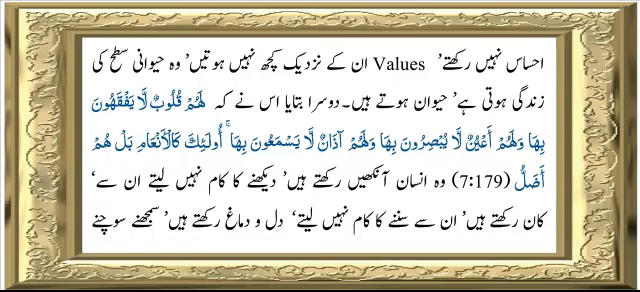 احساس نہیں رکھتے’ Values ان کے نزدیک کچھ نہیں ہوتیں’ وہ حیوانی سطح کی
زندگی ہوتی ہے’ حیوان ہوتے ہیں۔ دوسرا بتایا اس نے کہ لَهُمْ قُلُوبٌ لَّا يَفْقَهُونَ
بِهَا وَلَهُمْ أَعْيُنٌ لَّا يُبْصِرُونَ بِهَا وَلَهُمْ آذَانٌ لَّا يَسْمَعُونَ بِهَا ۚ أُولَـٰئِكَ كَالْأَنْعَامِ بَلْ هُمْ
أَضَلُّ (7:179) وہ انسان آنکھیں رکھتے ہیں’ دیکھنے کا کام نہیں لیتے ان سے‘
کان رکھتے ہیں’ ان سے سننے کا کام نہیں لیتے‘ دل و دماغ رکھتے ہیں’ سمجھنے سوچنے